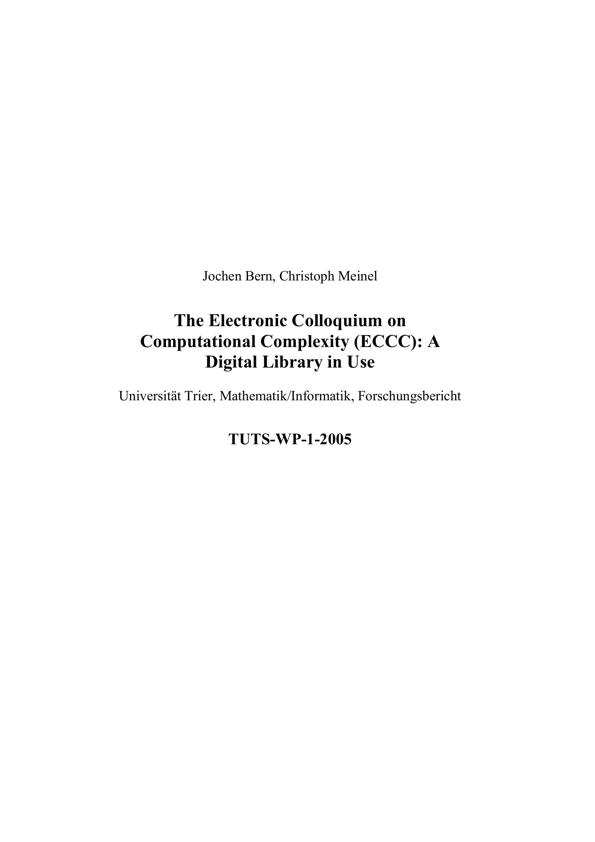 Jochen Bern, Christoph Meinel
The Electronic Colloquium on
Computational Complexity (ECCC): A
Digital Library in Use
Universität Trier, Mathematik/Informatik, Forschungsbericht
TUTS-WP-1-2005